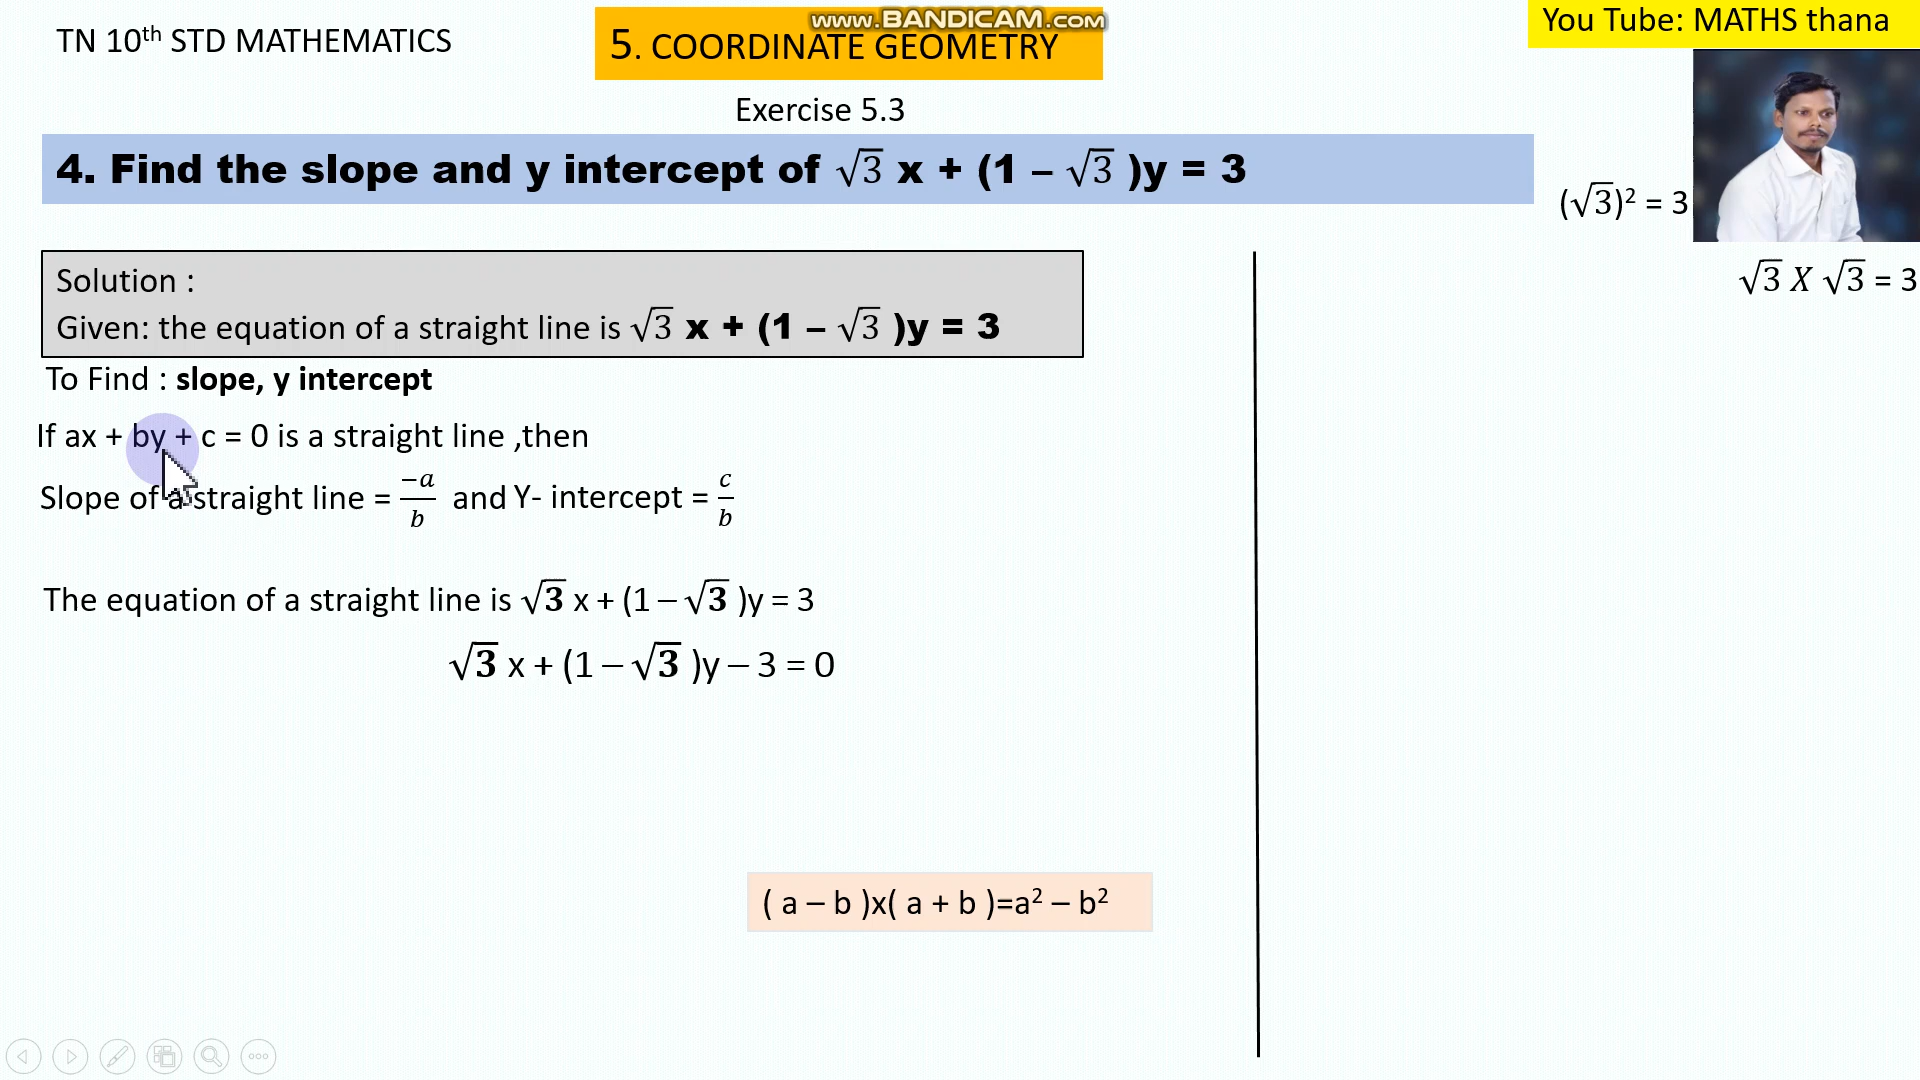 www.BANDICAM.com
TN 10th STD MATHEMATICS
5. COORDINATE GEOMETRY
You Tube: MATHS thana
Exercise 5.3
4. Find the slope and y intercept of √3 x + (1 – √3 )y = 3
(√3)² = 3
√3 X √3 = 3
Solution :
Given: the equation of a straight line is √3 x + (1 – √3 )y = 3
To Find : slope, y intercept
If ax + by + c = 0 is a straight line ,then
Slope of a straight line = −a/b and Y- intercept = c/b
The equation of a straight line is √3 x + (1 – √3 )y = 3
√3 x + (1 – √3 )y – 3 = 0
( a – b )x( a + b )=a² – b²